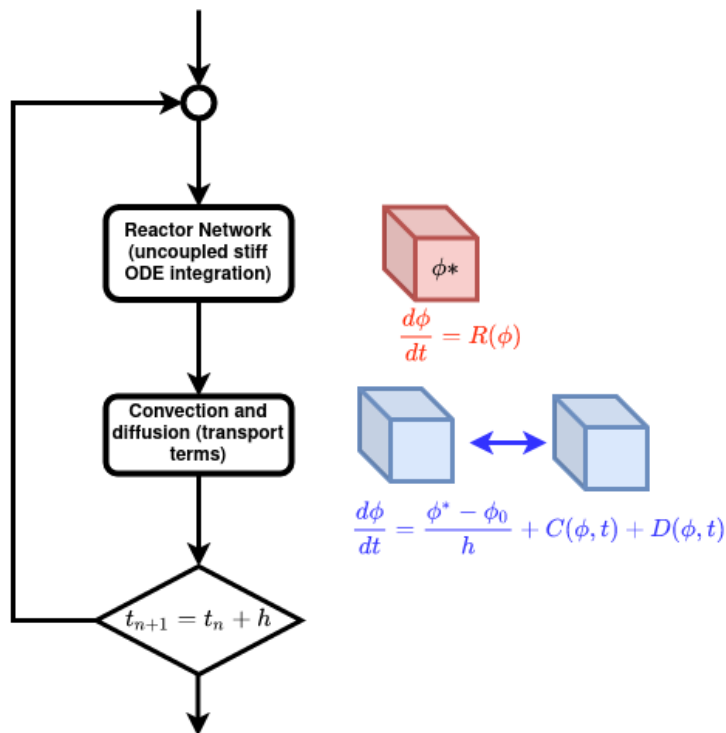 Reactor Network
(uncoupled stiff
ODE integration)
ϕ*
dϕ/dt = R(ϕ)
Convection and
diffusion (transport
terms)
dϕ/dt = (ϕ* − ϕ₀)/h + C(ϕ, t) + D(ϕ, t)
tₙ₊₁ = tₙ + h